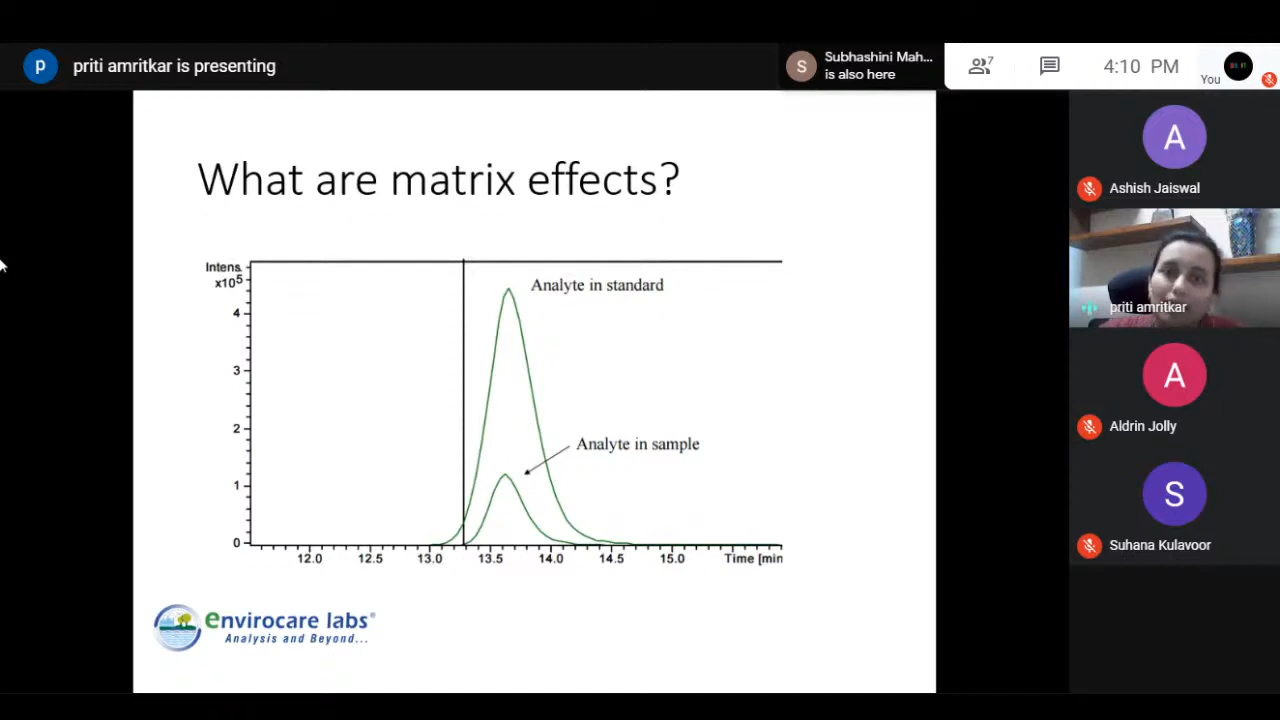 p
priti amritkar is presenting
S
Subhashini Mah...
is also here
7
4:10 PM
You
What are matrix effects?
Intens.
x10⁵
4
3
2
1
0
Analyte in standard
Analyte in sample
12.0 12.5 13.0 13.5 14.0 14.5 15.0 Time [min
envirocare labs®
Analysis and Beyond...
A
Ashish Jaiswal
priti amritkar
A
Aldrin Jolly
S
Suhana Kulavoor